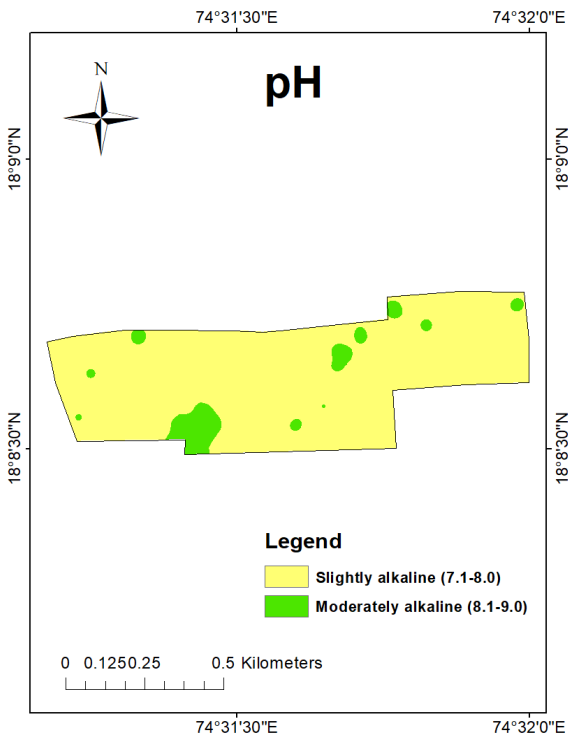 74°31'30"E 74°32'0"E
N
pH
18°9'0"N 18°9'0"N
18°8'30"N 18°8'30"N
Legend
Slightly alkaline (7.1-8.0)
Moderately alkaline (8.1-9.0)
0 0.1250.25 0.5 Kilometers
74°31'30"E 74°32'0"E